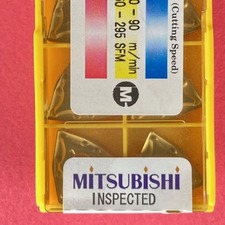 (Cutting Speed)
0 - 90 m/min
0 - 295 SFM
M
MITSUBISHI
INSPECTED